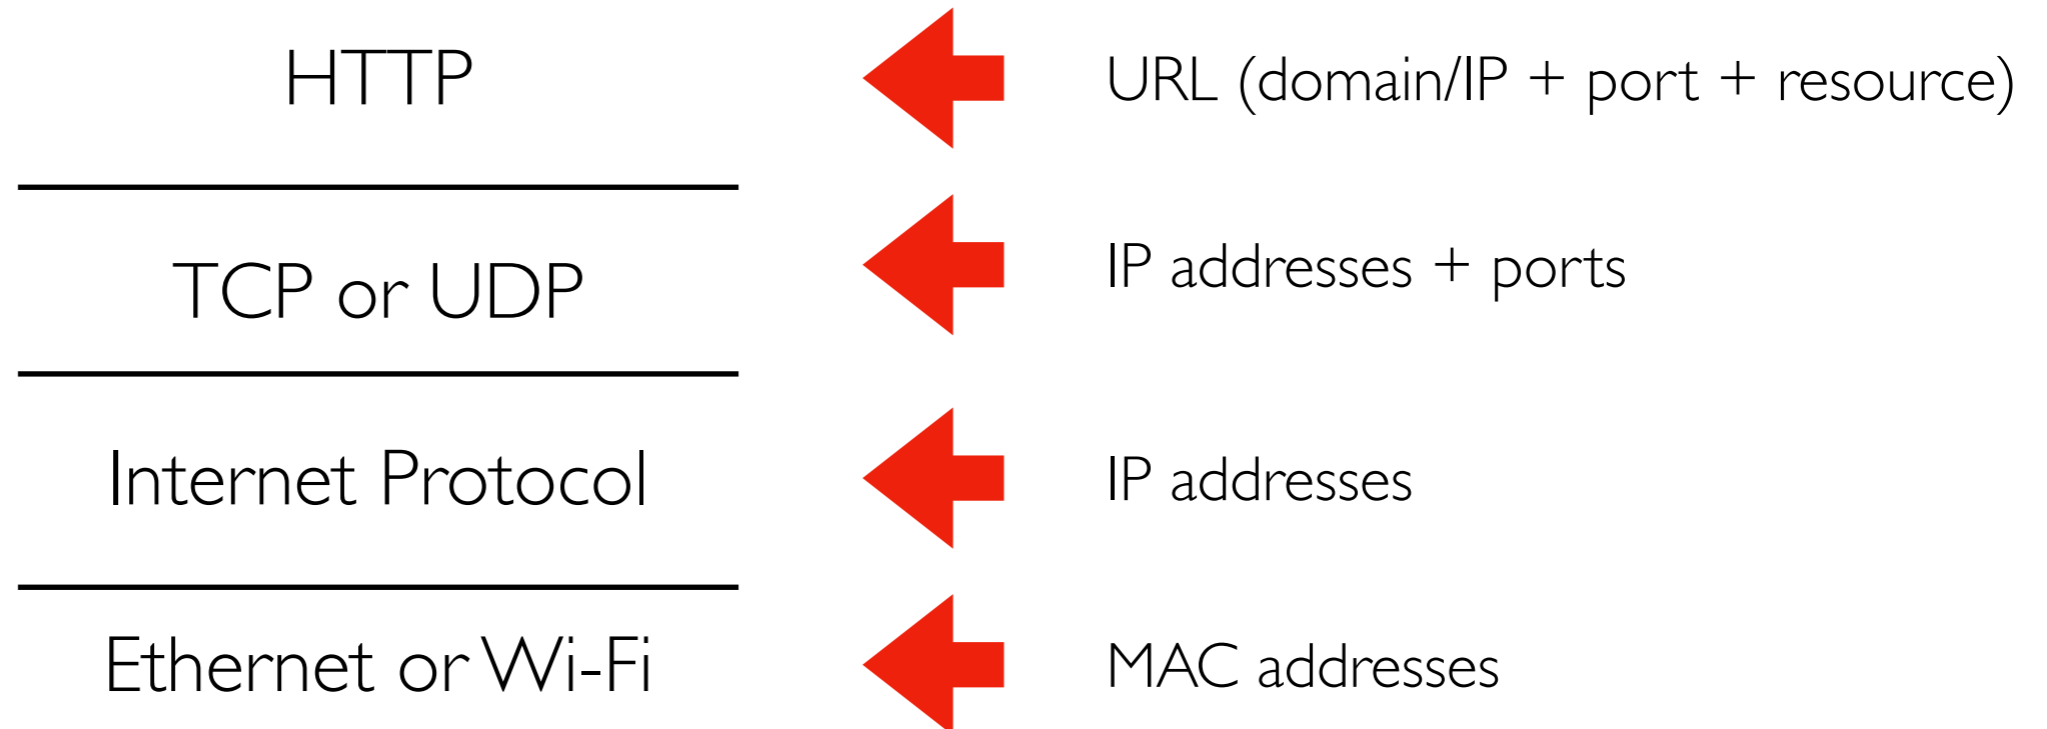 HTTP
URL (domain/IP + port + resource)
TCP or UDP
IP addresses + ports
Internet Protocol
IP addresses
Ethernet or Wi-Fi
MAC addresses